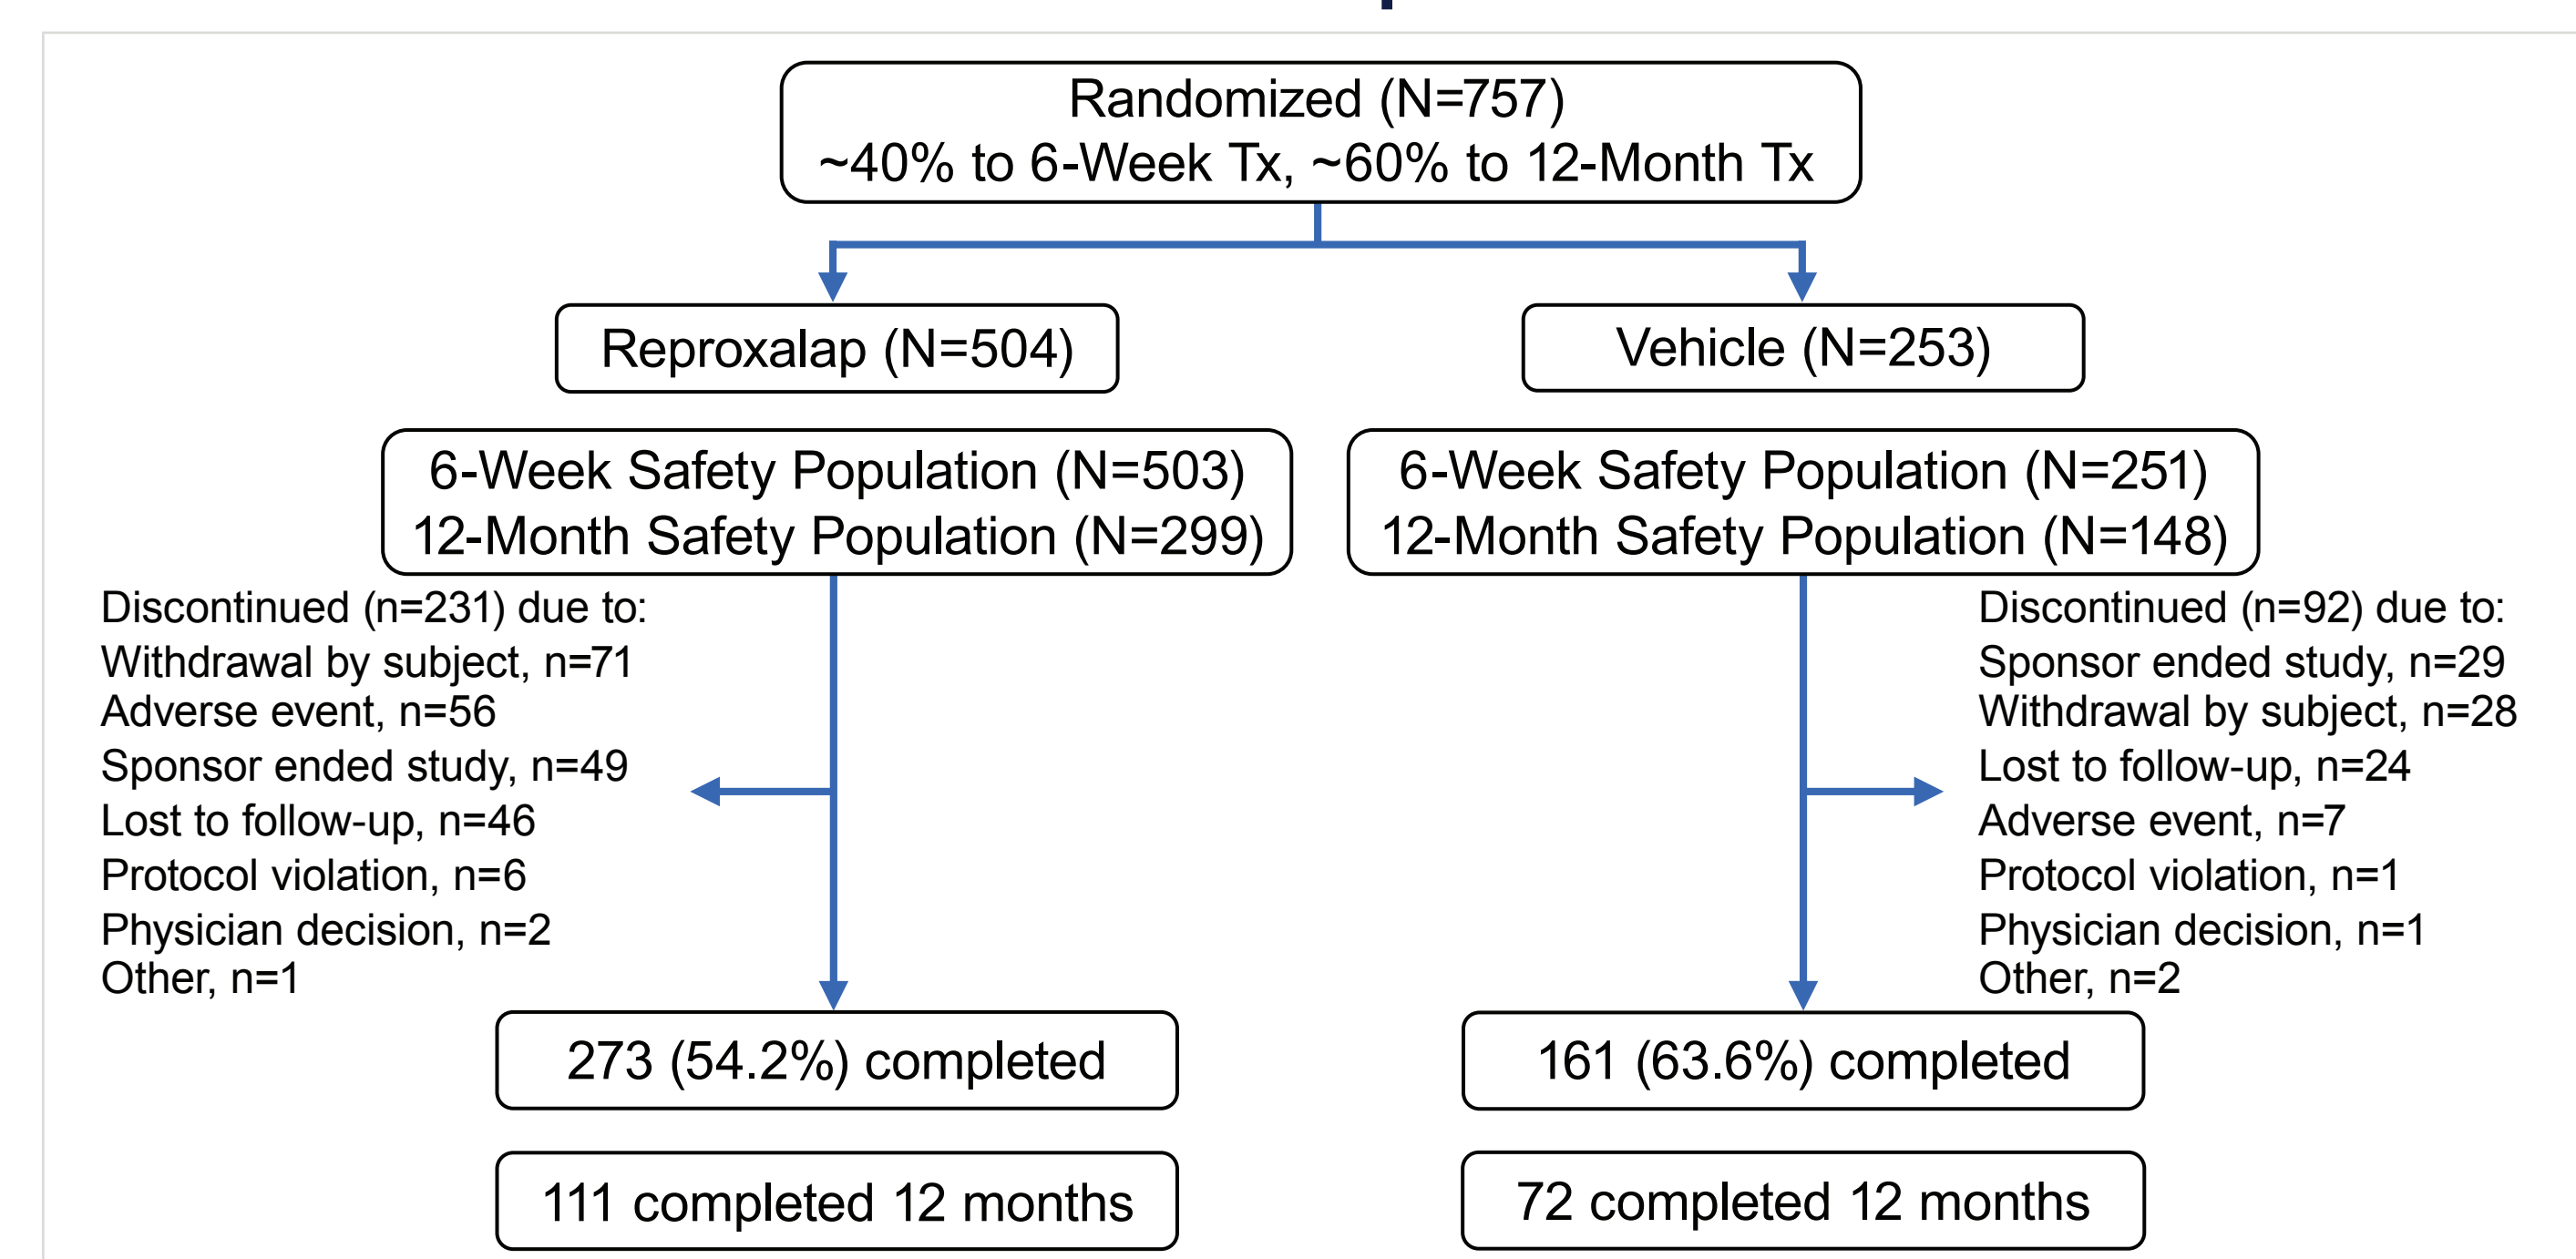 Randomized (N=757)
~40% to 6-Week Tx, ~60% to 12-Month Tx
Reproxalap (N=504)
Vehicle (N=253)
6-Week Safety Population (N=503)
12-Month Safety Population (N=299)
6-Week Safety Population (N=251)
12-Month Safety Population (N=148)
Discontinued (n=231) due to:
Withdrawal by subject, n=71
Adverse event, n=56
Sponsor ended study, n=49
Lost to follow-up, n=46
Protocol violation, n=6
Physician decision, n=2
Other, n=1
Discontinued (n=92) due to:
Sponsor ended study, n=29
Withdrawal by subject, n=28
Lost to follow-up, n=24
Adverse event, n=7
Protocol violation, n=1
Physician decision, n=1
Other, n=2
273 (54.2%) completed
161 (63.6%) completed
111 completed 12 months
72 completed 12 months